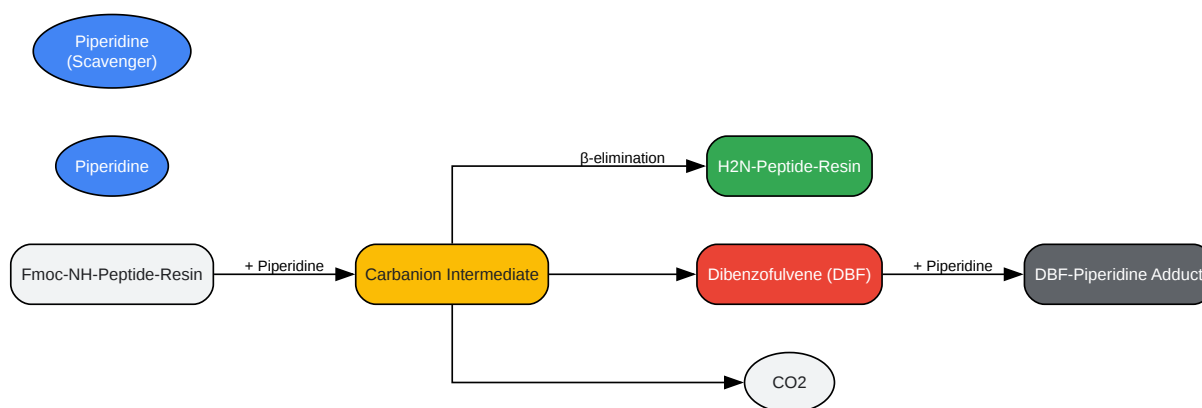 Piperidine
(Scavenger)
Piperidine
β-elimination
H2N-Peptide-Resin
Fmoc-NH-Peptide-Resin
+ Piperidine
Carbanion Intermediate
Dibenzofulvene (DBF)
+ Piperidine
DBF-Piperidine Adduct
CO2